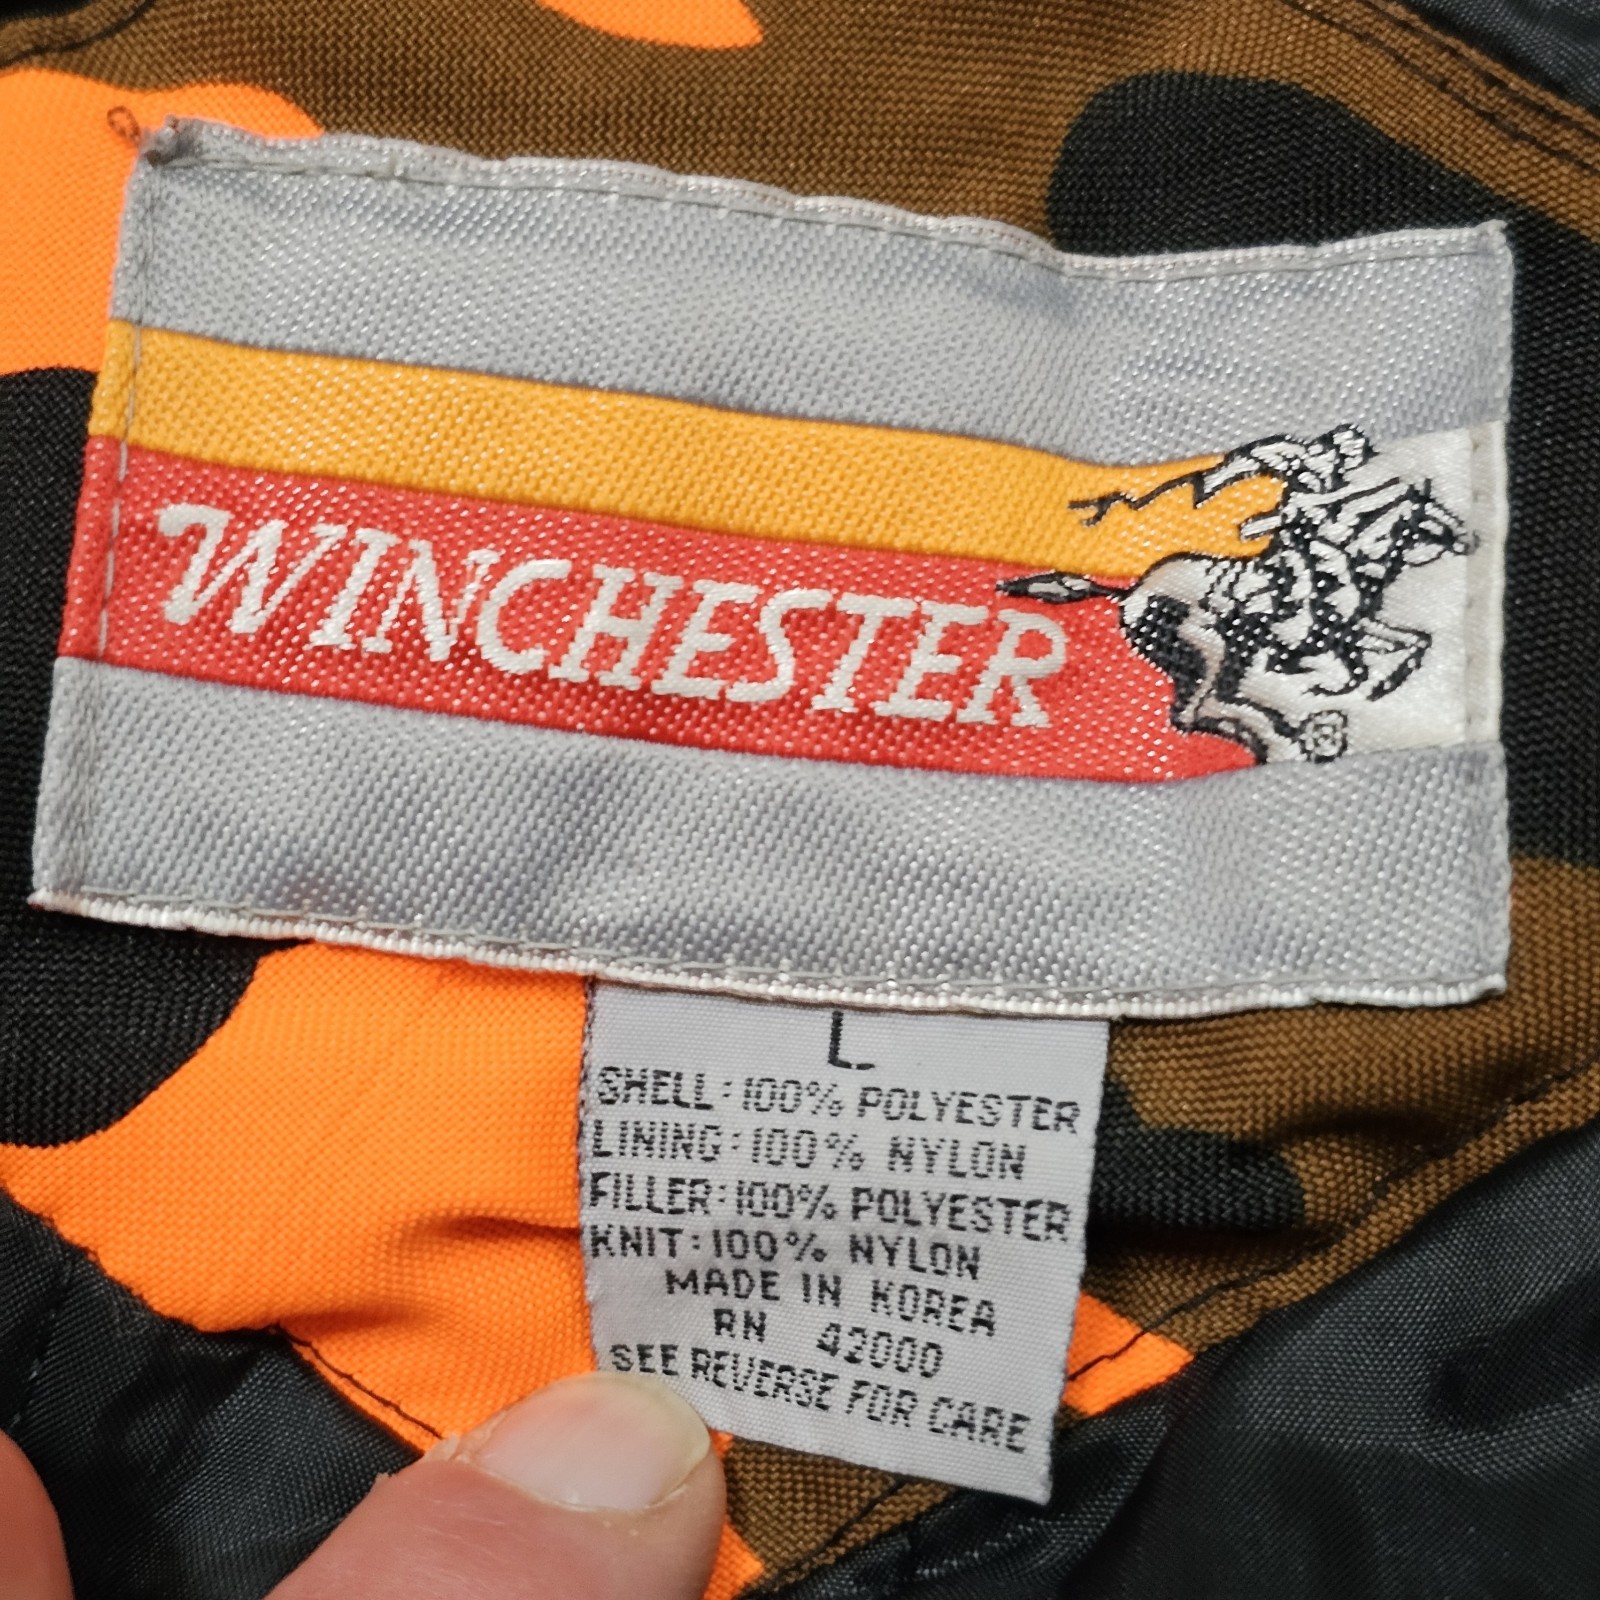 WINCHESTER
®
L
SHELL: 100% POLYESTER
LINING: 100% NYLON
FILLER: 100% POLYESTER
KNIT: 100% NYLON
MADE IN KOREA
RN 42000
SEE REVERSE FOR CARE